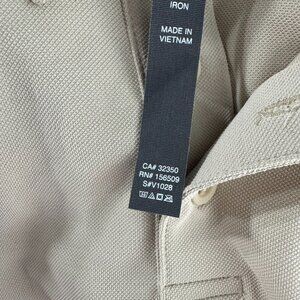 IRON
MADE IN
VIETNAM
CA# 32350
RN# 156509
S#V1028